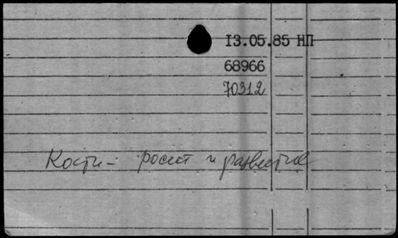 13.05.85 НП
68966
70312
Кости - рост и развитие